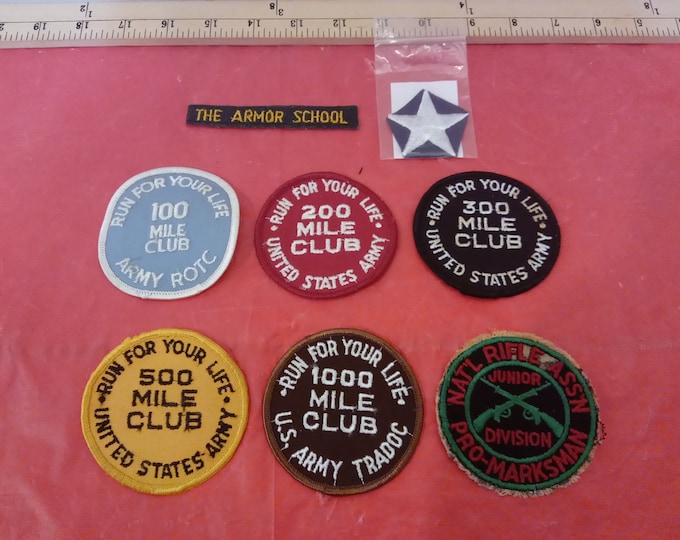 THE ARMOR SCHOOL
RUN FOR YOUR LIFE
100
MILE
CLUB
ARMY ROTC
• RUN FOR YOUR LIFE •
200
MILE
CLUB
UNITED STATES ARMY
• RUN FOR YOUR LIFE •
300
MILE
CLUB
UNITED STATES ARMY
• RUN FOR YOUR LIFE •
500
MILE
CLUB
UNITED STATES ARMY
• RUN FOR YOUR LIFE •
1000
MILE
CLUB
U.S. ARMY TRADOC
NAT'L RIFLE ASS'N
JUNIOR
DIVISION
PRO-MARKSMAN